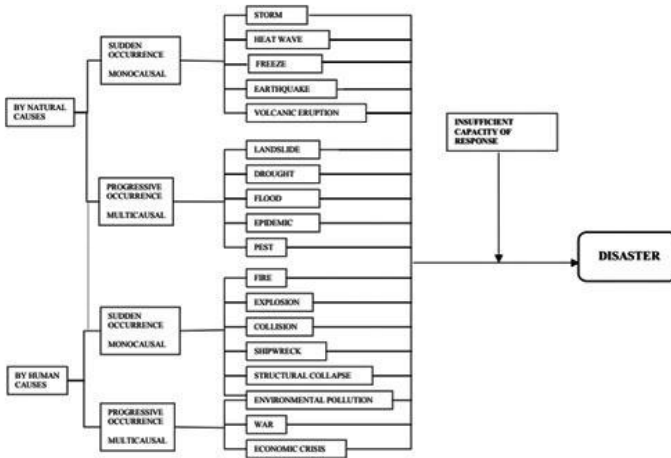 BY NATURAL
CAUSES
SUDDEN
OCCURRENCE
MONOCAUSAL
STORM
HEAT WAVE
FREEZE
EARTHQUAKE
VOLCANIC ERUPTION
PROGRESSIVE
OCCURRENCE
MULTICAUSAL
LANDSLIDE
DROUGHT
FLOOD
EPIDEMIC
PEST
BY HUMAN
CAUSES
SUDDEN
OCCURRENCE
MONOCAUSAL
FIRE
EXPLOSION
COLLISION
SHIPWRECK
STRUCTURAL COLLAPSE
ENVIRONMENTAL POLLUTION
PROGRESSIVE
OCCURRENCE
MULTICAUSAL
WAR
ECONOMIC CRISIS
INSUFFICIENT
CAPACITY OF
RESPONSE
DISASTER